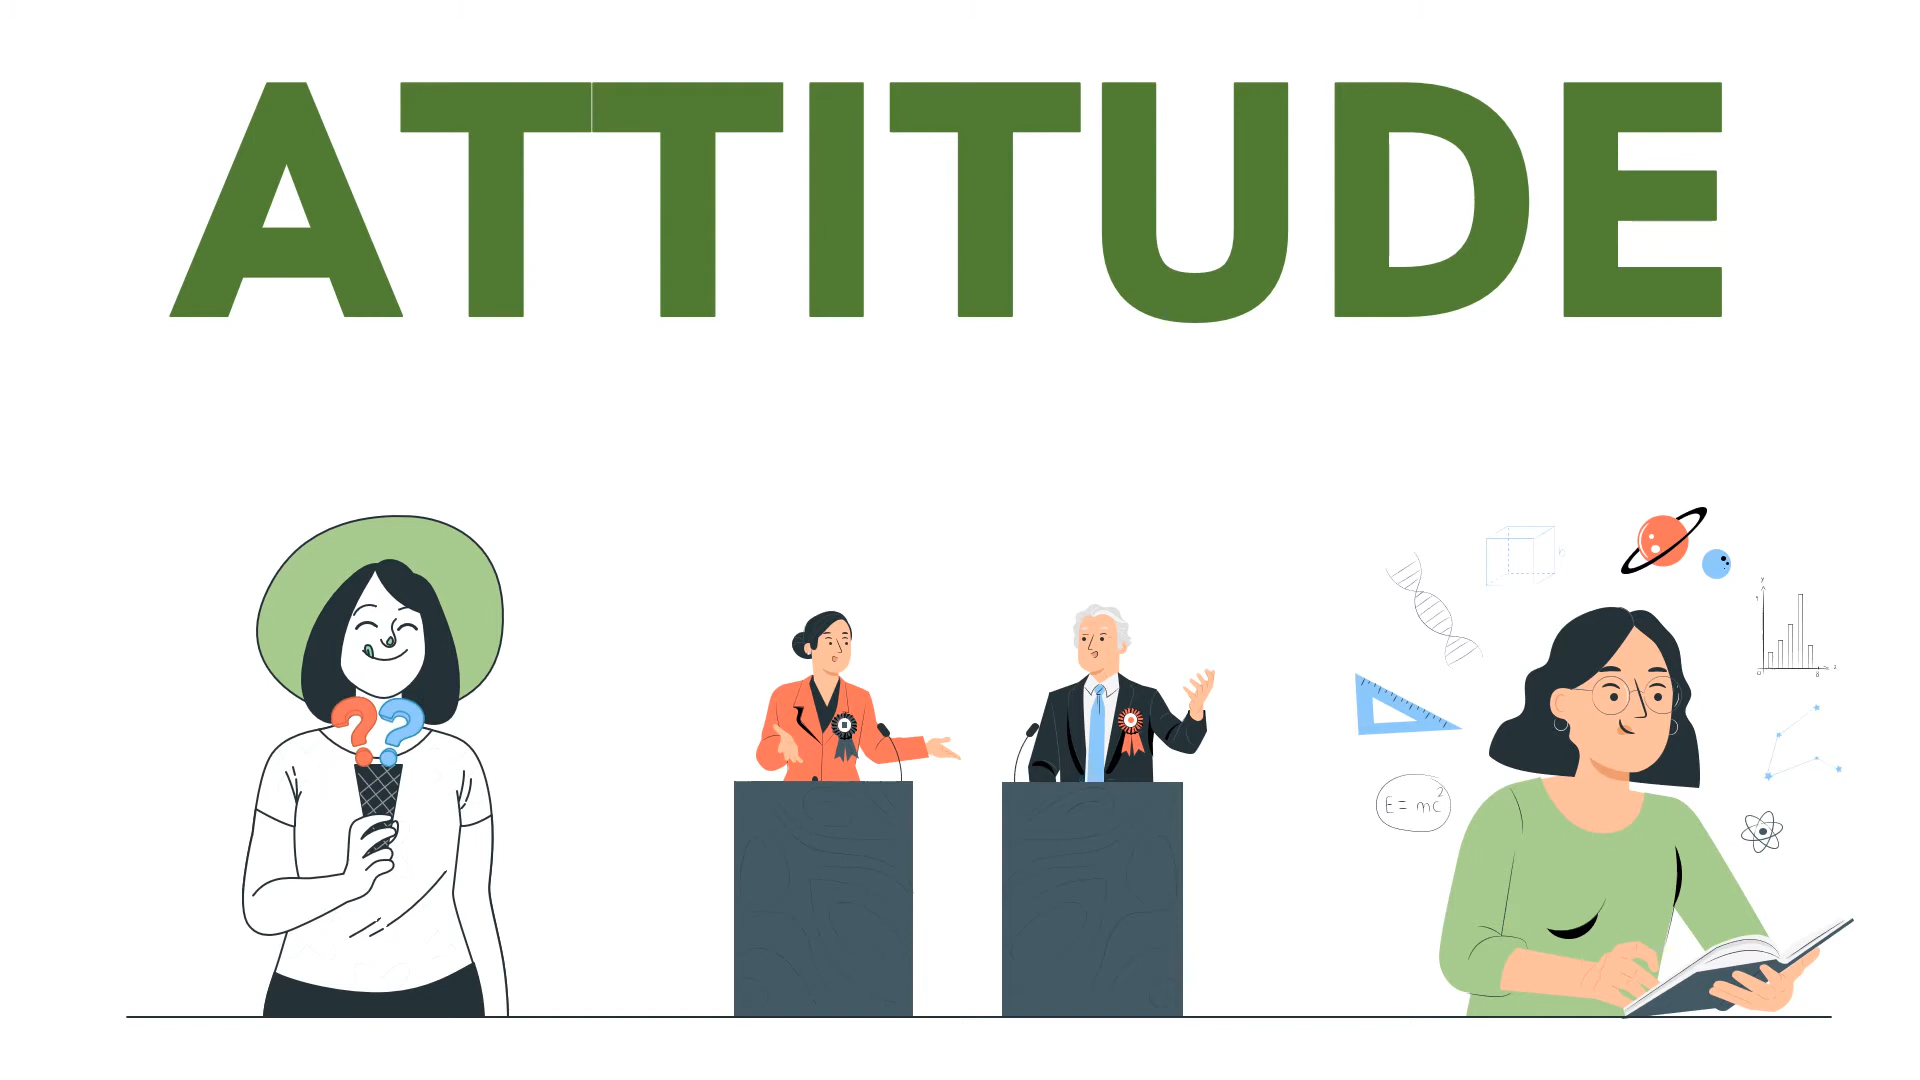 ATTITUDE
??
E = mc²